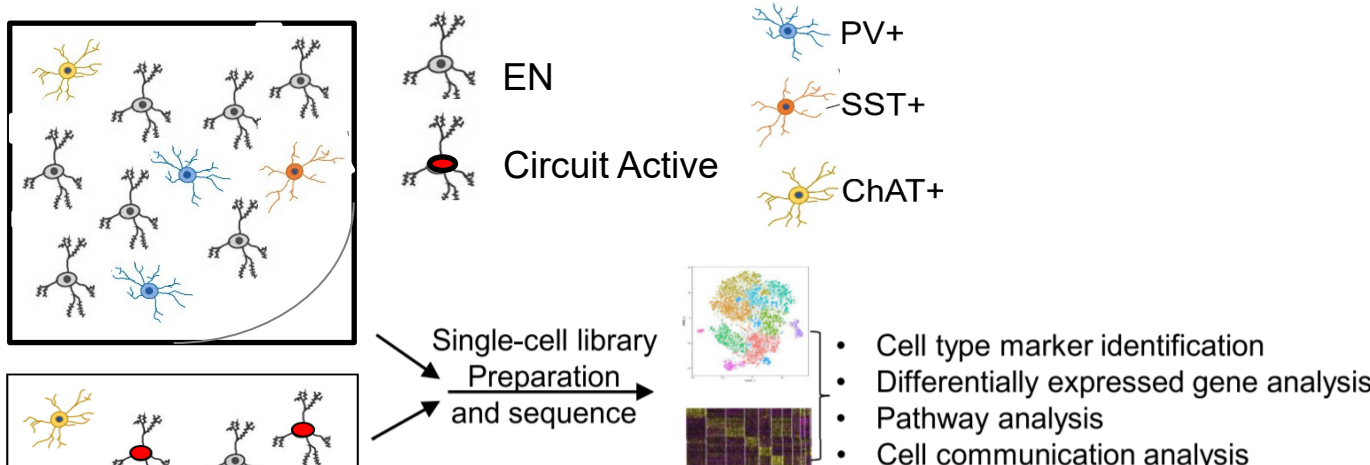 EN
Circuit Active
PV+
SST+
ChAT+
Single-cell library
Preparation
and sequence
• Cell type marker identification
• Differentially expressed gene analysis
• Pathway analysis
• Cell communication analysis